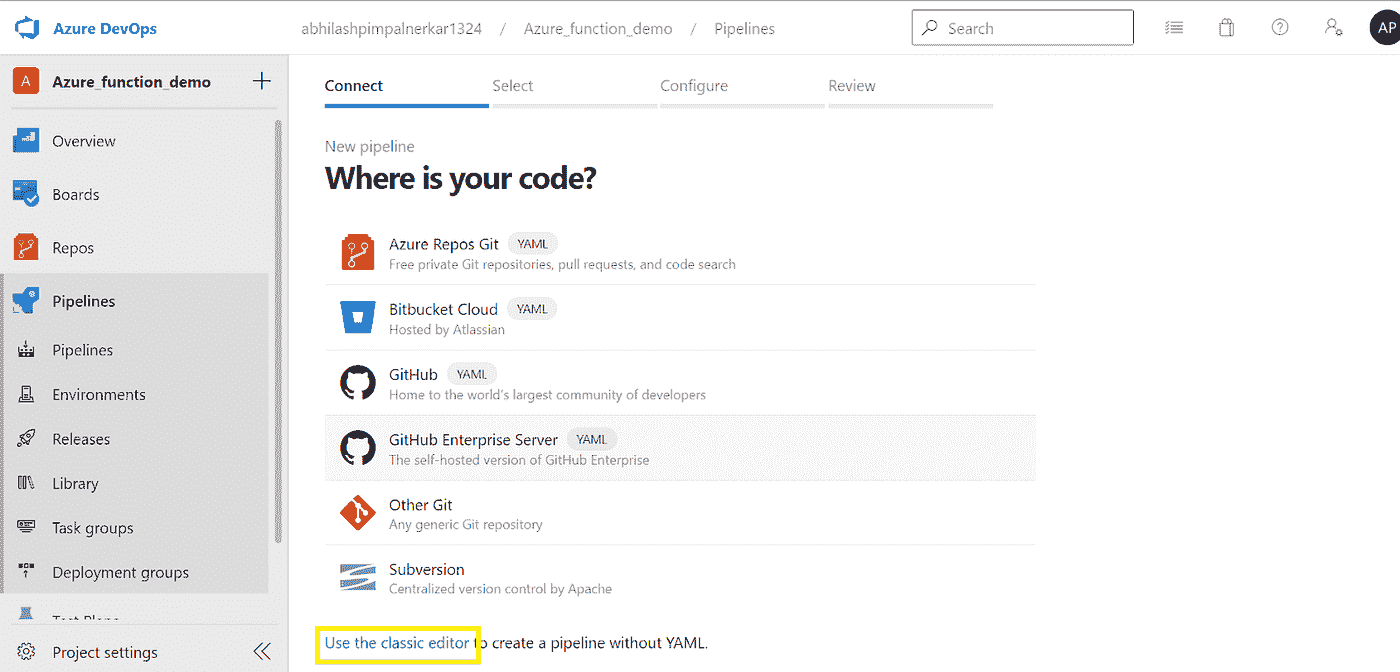 Azure DevOps
abhilashpimpalnerkar1324 / Azure_function_demo / Pipelines
Search
AP
A Azure_function_demo
Overview
Boards
Repos
Pipelines
Pipelines
Environments
Releases
Library
Task groups
Deployment groups
Project settings
Connect Select Configure Review
New pipeline
Where is your code?
Azure Repos Git YAML
Free private Git repositories, pull requests, and code search
Bitbucket Cloud YAML
Hosted by Atlassian
GitHub YAML
Home to the world's largest community of developers
GitHub Enterprise Server YAML
The self-hosted version of GitHub Enterprise
Other Git
Any generic Git repository
Subversion
Centralized version control by Apache
Use the classic editor to create a pipeline without YAML.